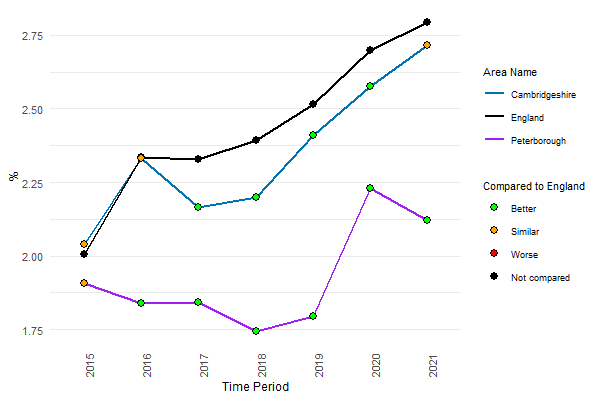 2.75
2.50
2.25
2.00
1.75
%
2015
2016
2017
2018
2019
2020
2021
Time Period
Area Name
Cambridgeshire
England
Peterborough
Compared to England
Better
Similar
Worse
Not compared